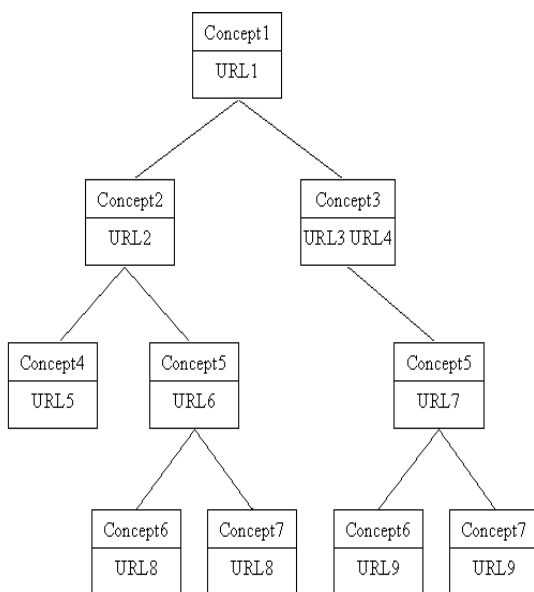 Concept1
URL1
Concept2
URL2
Concept3
URL3 URL4
Concept4
URL5
Concept5
URL6
Concept5
URL7
Concept6
URL8
Concept7
URL8
Concept6
URL9
Concept7
URL9